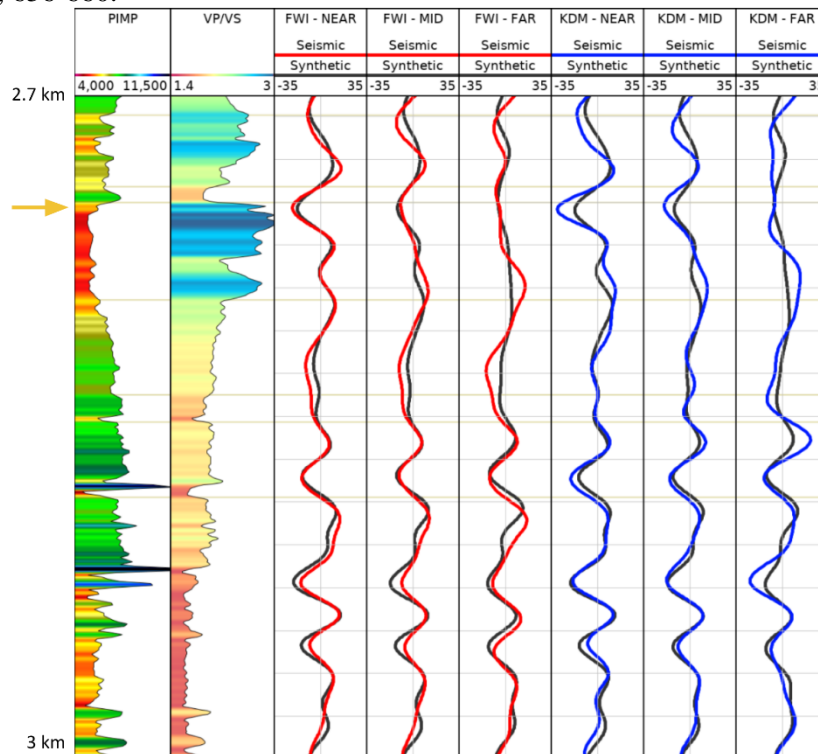 PIMP VP/VS FWI - NEAR FWI - MID FWI - FAR KDM - NEAR KDM - MID KDM - FAR
Seismic Seismic Seismic Seismic Seismic Seismic
Synthetic Synthetic Synthetic Synthetic Synthetic Synthetic
4,000 11,500 1.4 3 -35 35 -35 35 -35 35 -35 35 -35 35 -35
2.7 km
3 km